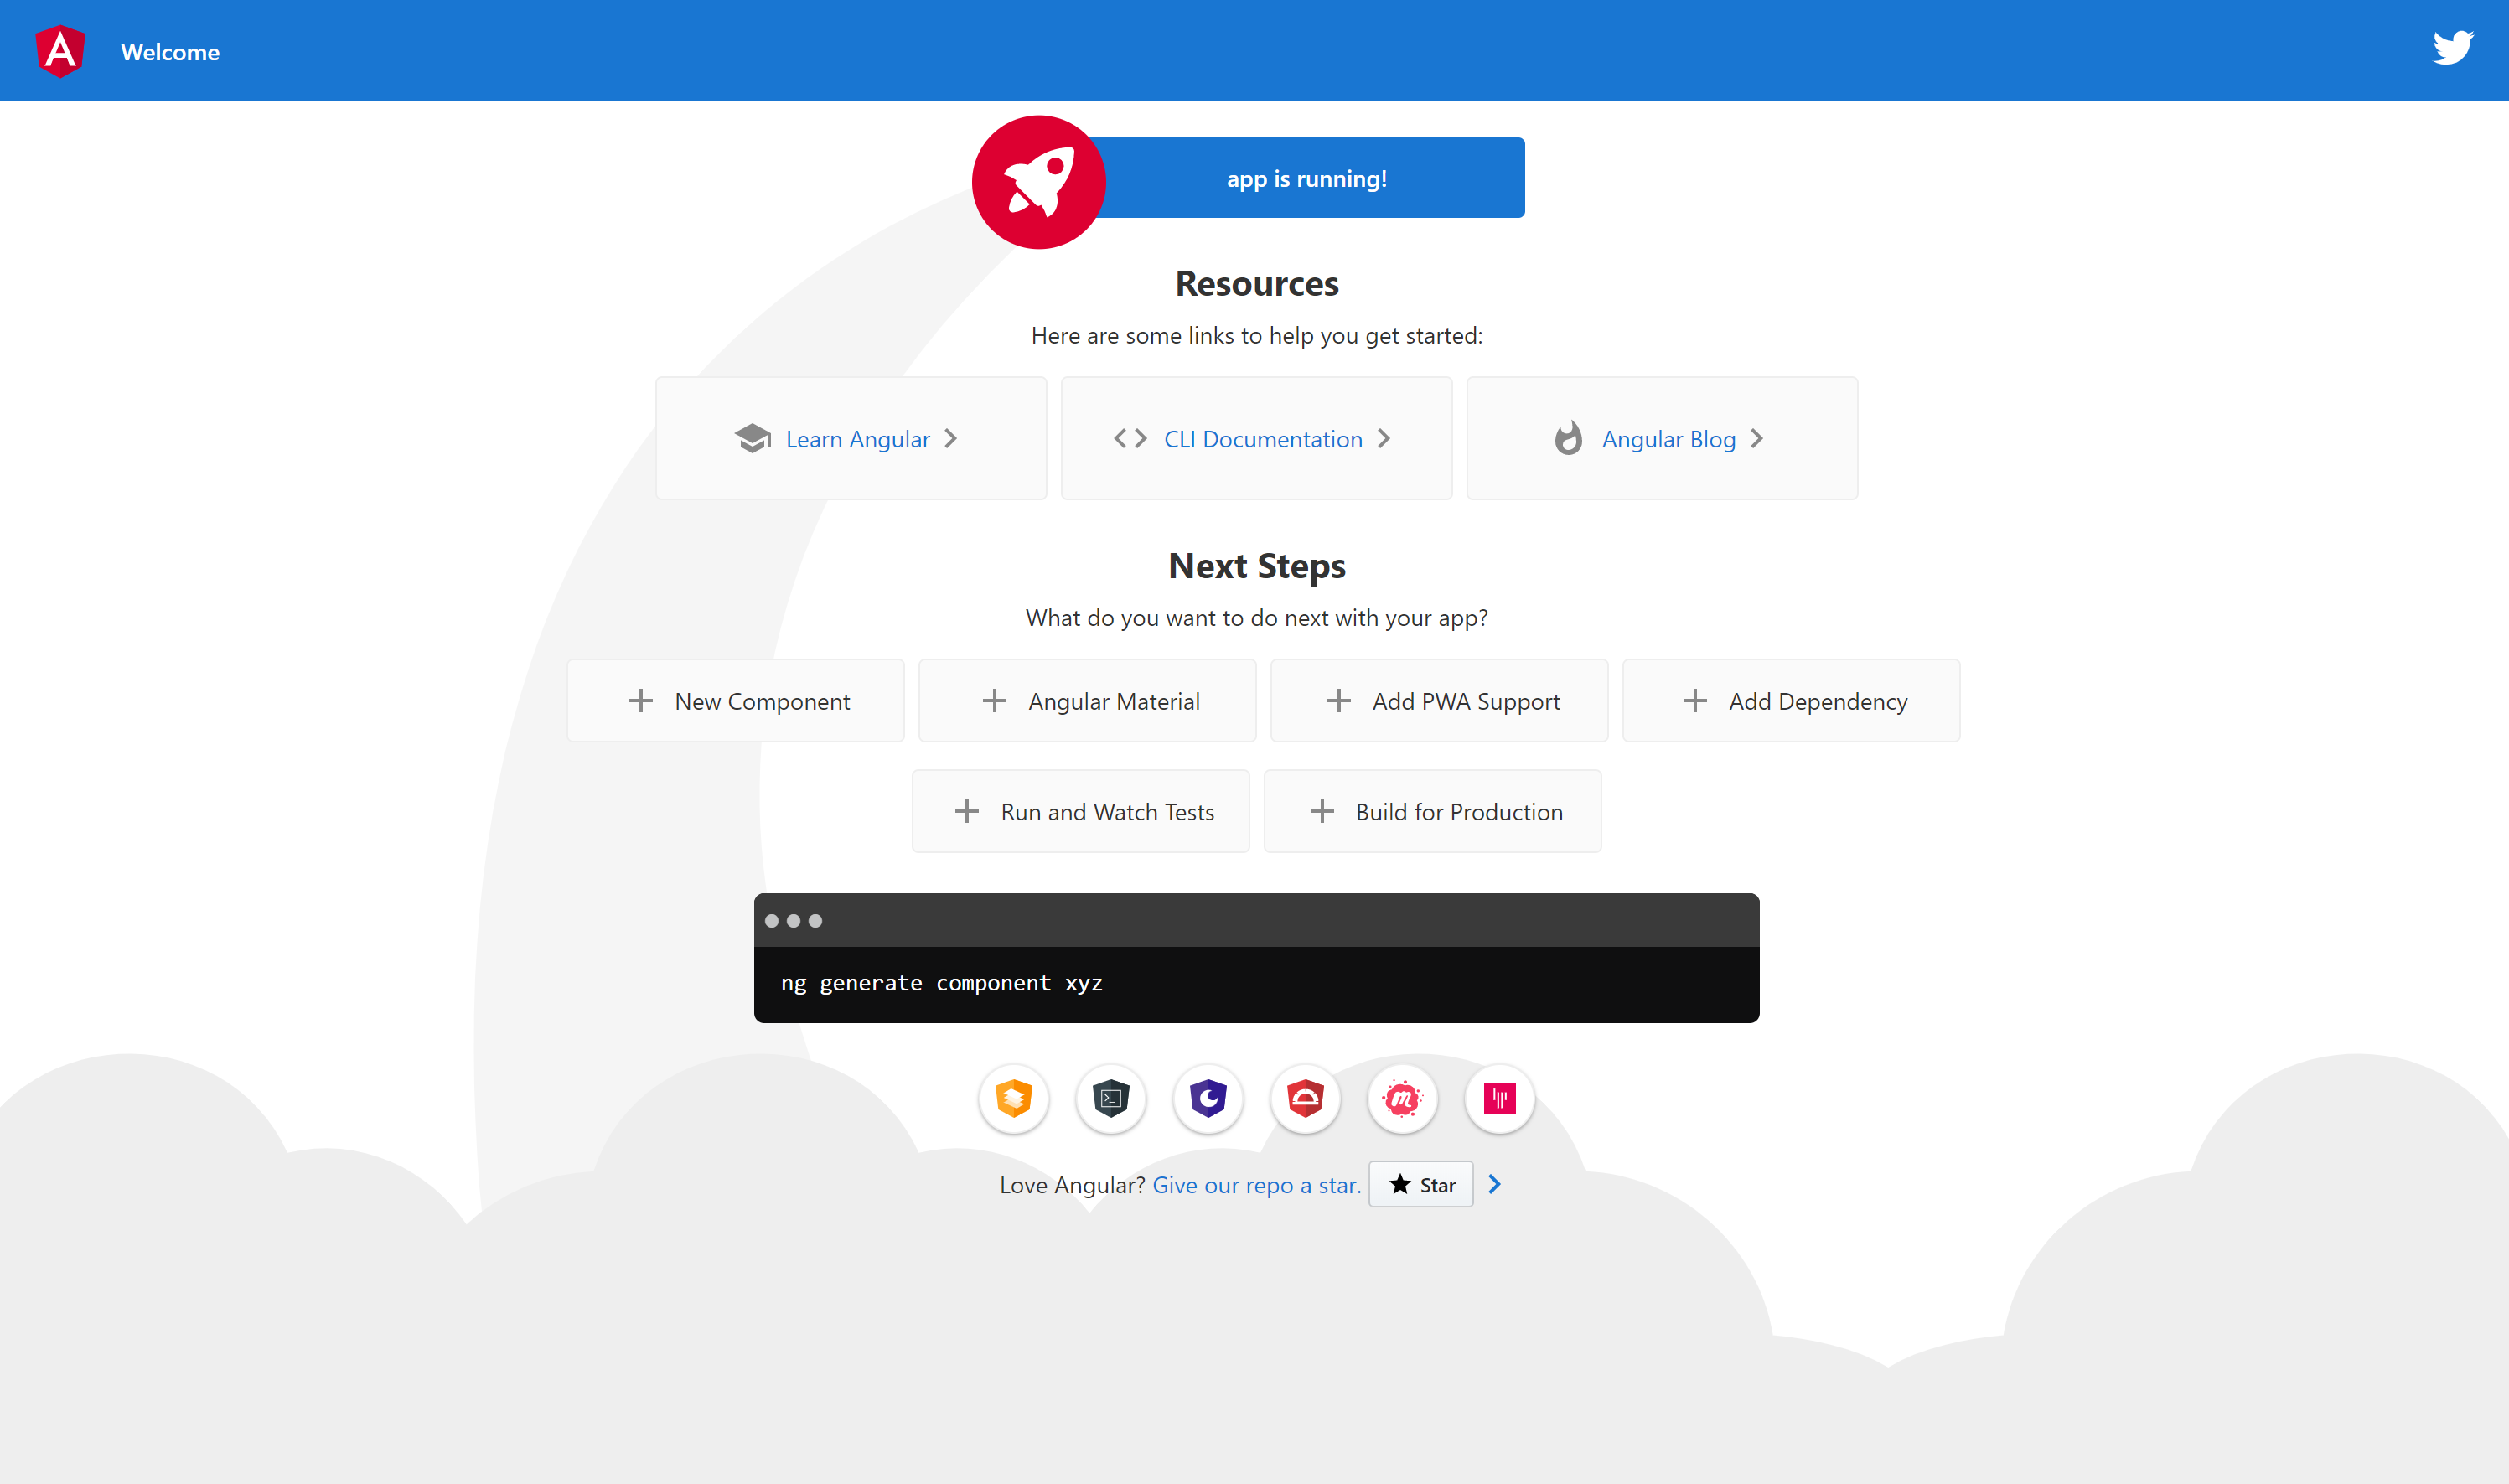 Welcome
app is running!
Resources
Here are some links to help you get started:
Learn Angular
CLI Documentation
Angular Blog
Next Steps
What do you want to do next with your app?
New Component
Angular Material
Add PWA Support
Add Dependency
Run and Watch Tests
Build for Production
ng generate component xyz
Love Angular? Give our repo a star. Star